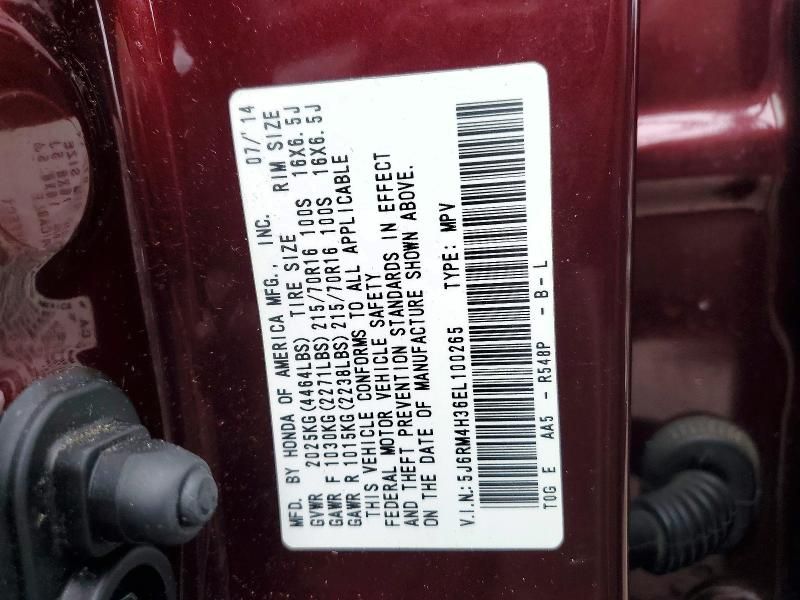 MFD. BY HONDA OF AMERICA MFG., INC. 07/'14
GVWR 2025KG(4464LBS) TIRE SIZE RIM SIZE
GAWR F 1030KG(2271LBS)215/70R16 100S 16X6.5J
GAWR R 1015KG(2238LBS)215/70R16 100S 16X6.5J
THIS VEHICLE CONFORMS TO ALL APPLICABLE
FEDERAL MOTOR VEHICLE SAFETY
AND THEFT PREVENTION STANDARDS IN EFFECT
ON THE DATE OF MANUFACTURE SHOWN ABOVE.
V.I.N.:5J6RM4H36EL100265 TYPE: MPV
TOG E AA5 - R548P - B - L